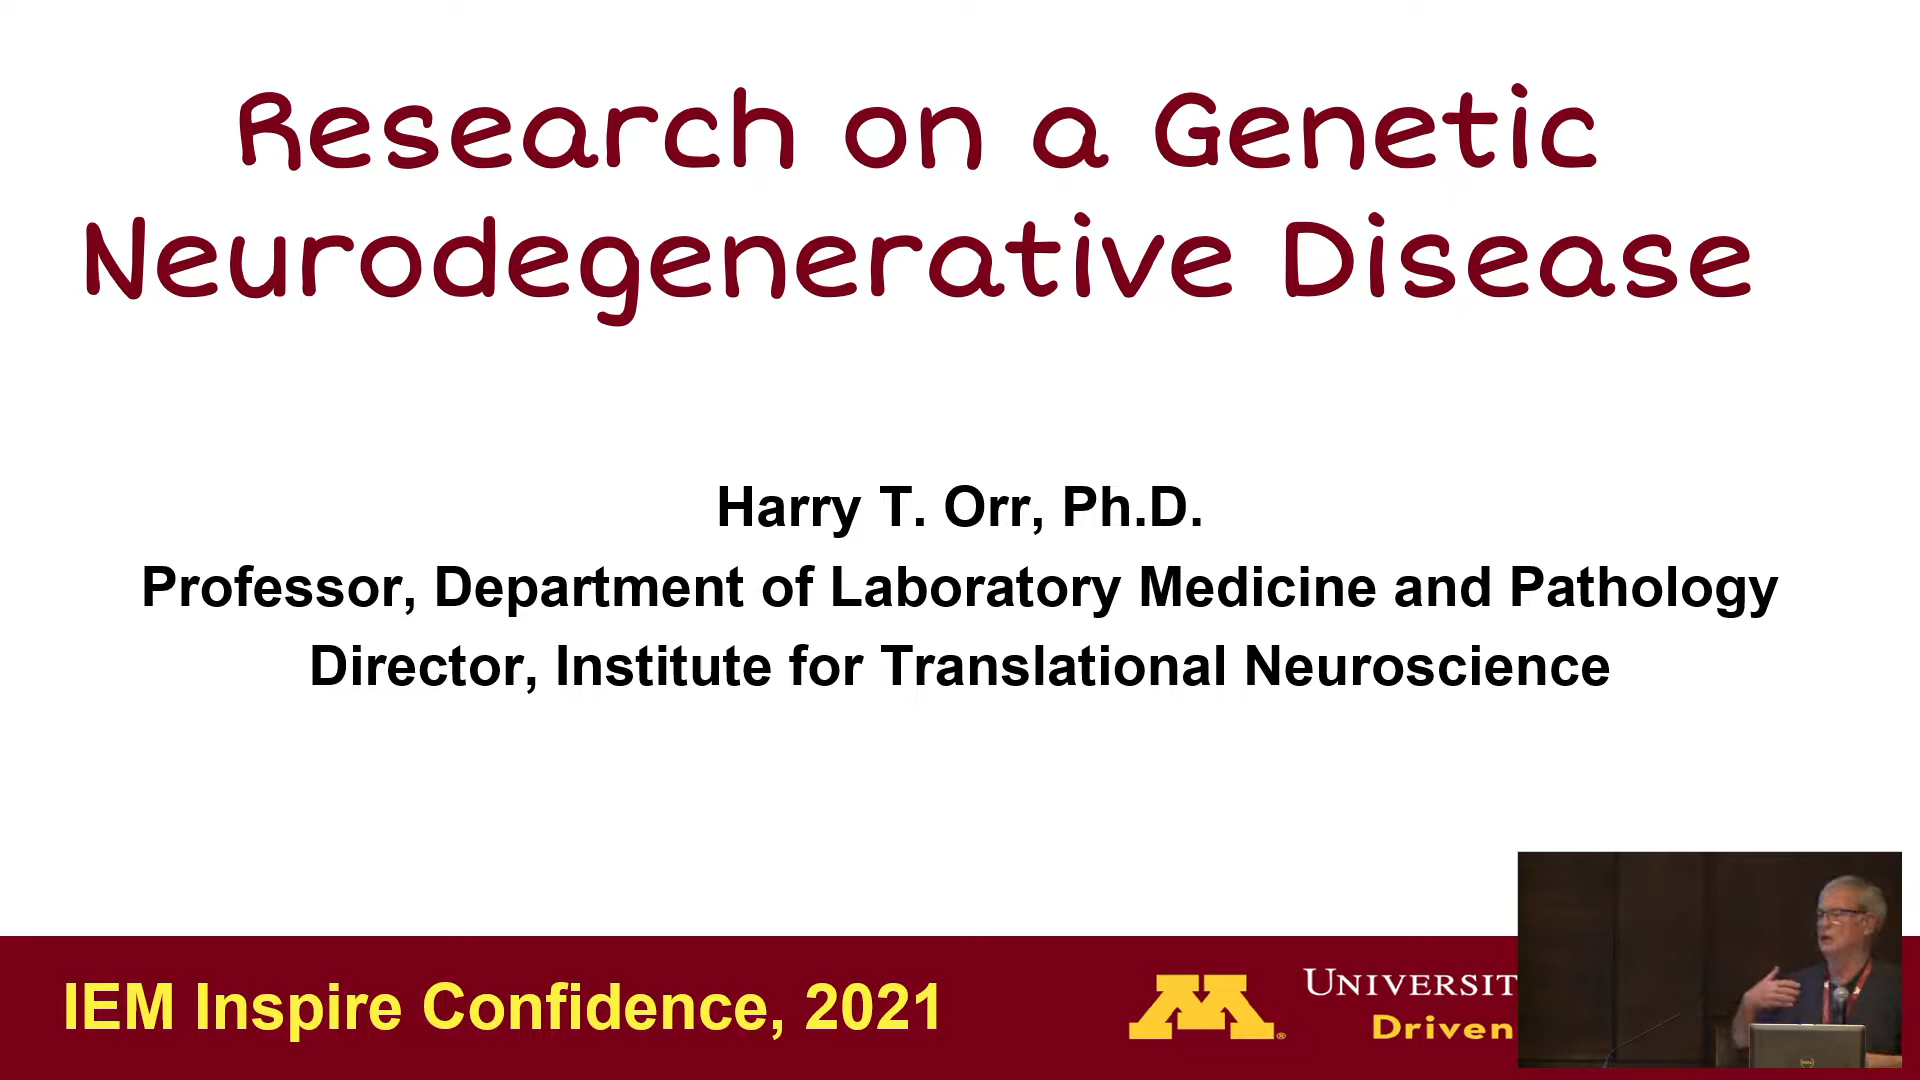 Research on a Genetic
Neurodegenerative Disease
Harry T. Orr, Ph.D.
Professor, Department of Laboratory Medicine and Pathology
Director, Institute for Translational Neuroscience
IEM Inspire Confidence, 2021
M®
UNIVERSIT
Driven
DELL